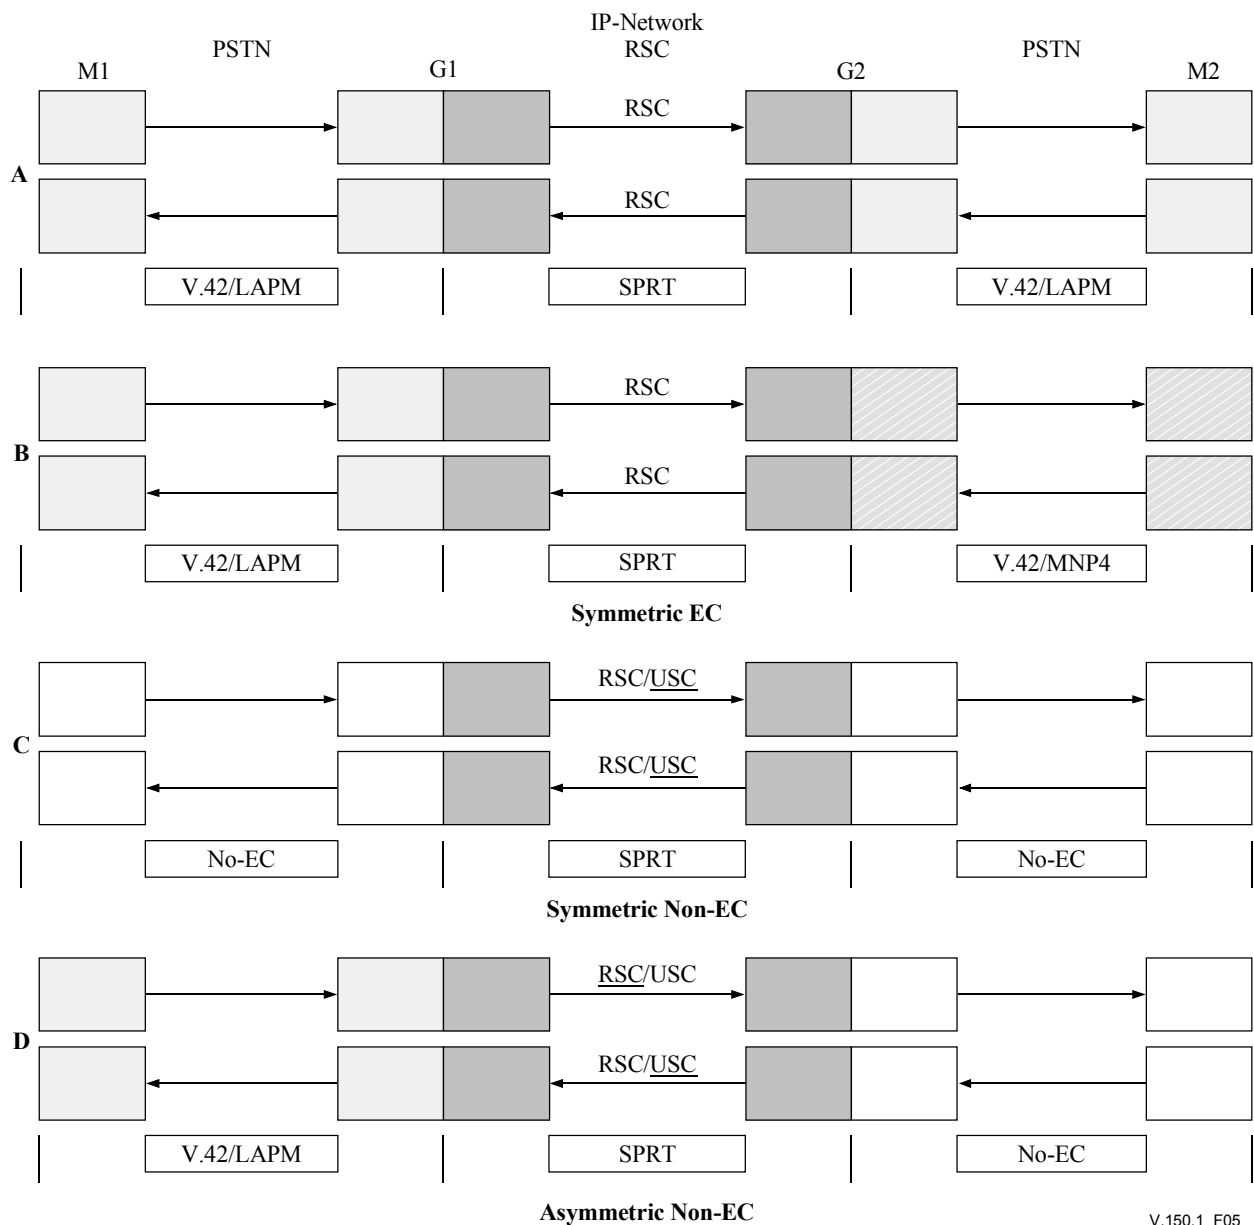 IP-Network
PSTN RSC PSTN
M1 G1 G2 M2
RSC
A
RSC
V.42/LAPM SPRT V.42/LAPM
RSC
B
RSC
V.42/LAPM SPRT V.42/MNP4
Symmetric EC
RSC/USC
C
RSC/USC
No-EC SPRT No-EC
Symmetric Non-EC
RSC/USC
D
RSC/USC
V.42/LAPM SPRT No-EC
Asymmetric Non-EC
V.150.1_F05